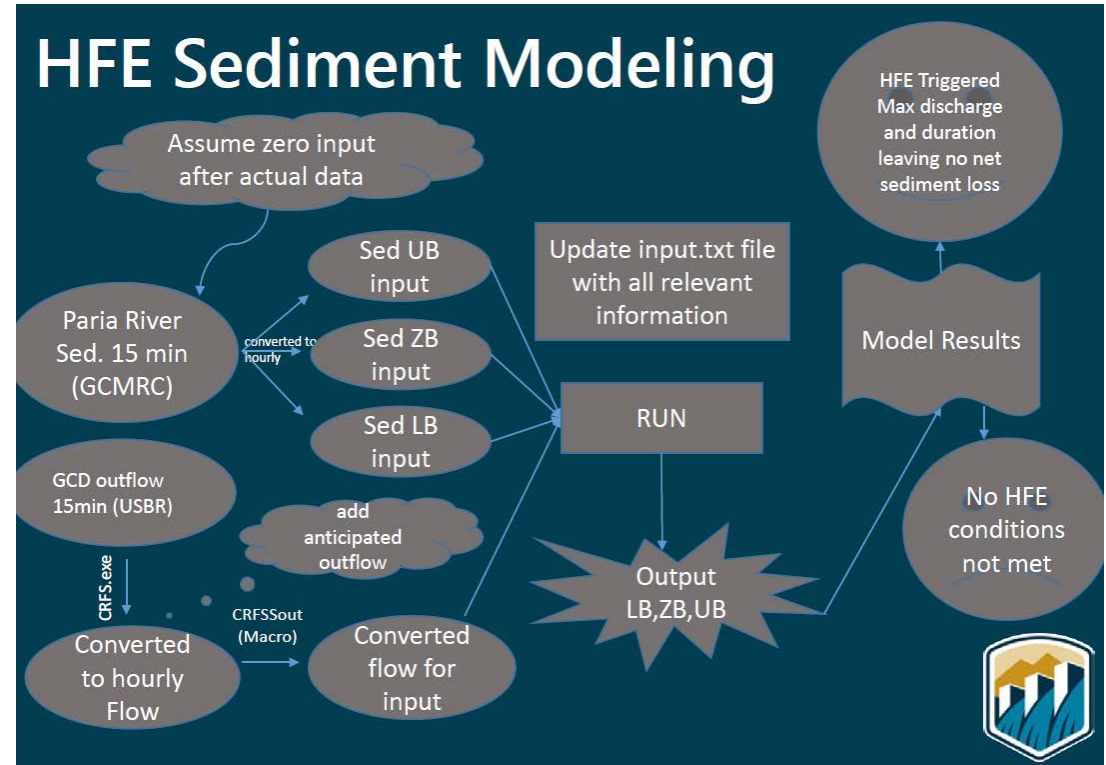 HFE Sediment Modeling
Assume zero input
after actual data
Paria River
Sed. 15 min
(GCMRC)
converted to
hourly
Sed UB
input
Sed ZB
input
Sed LB
input
GCD outflow
15min (USBR)
CRFS.exe
Converted
to hourly
Flow
CRFSSout
(Macro)
add
anticipated
outflow
Converted
flow for
input
Update input.txt file
with all relevant
information
RUN
Output
LB,ZB,UB
Model Results
HFE Triggered
Max discharge
and duration
leaving no net
sediment loss
No HFE
conditions
not met